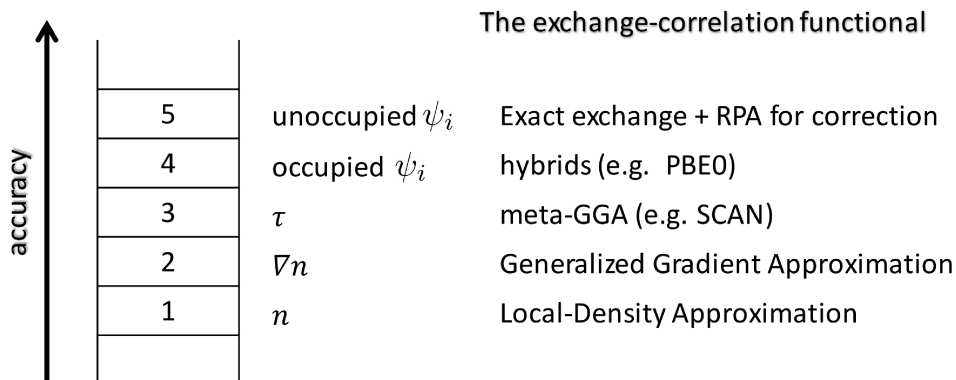 The exchange-correlation functional
accuracy
5 unoccupied ψᵢ Exact exchange + RPA for correction
4 occupied ψᵢ hybrids (e.g. PBE0)
3 τ meta-GGA (e.g. SCAN)
2 ∇n Generalized Gradient Approximation
1 n Local-Density Approximation